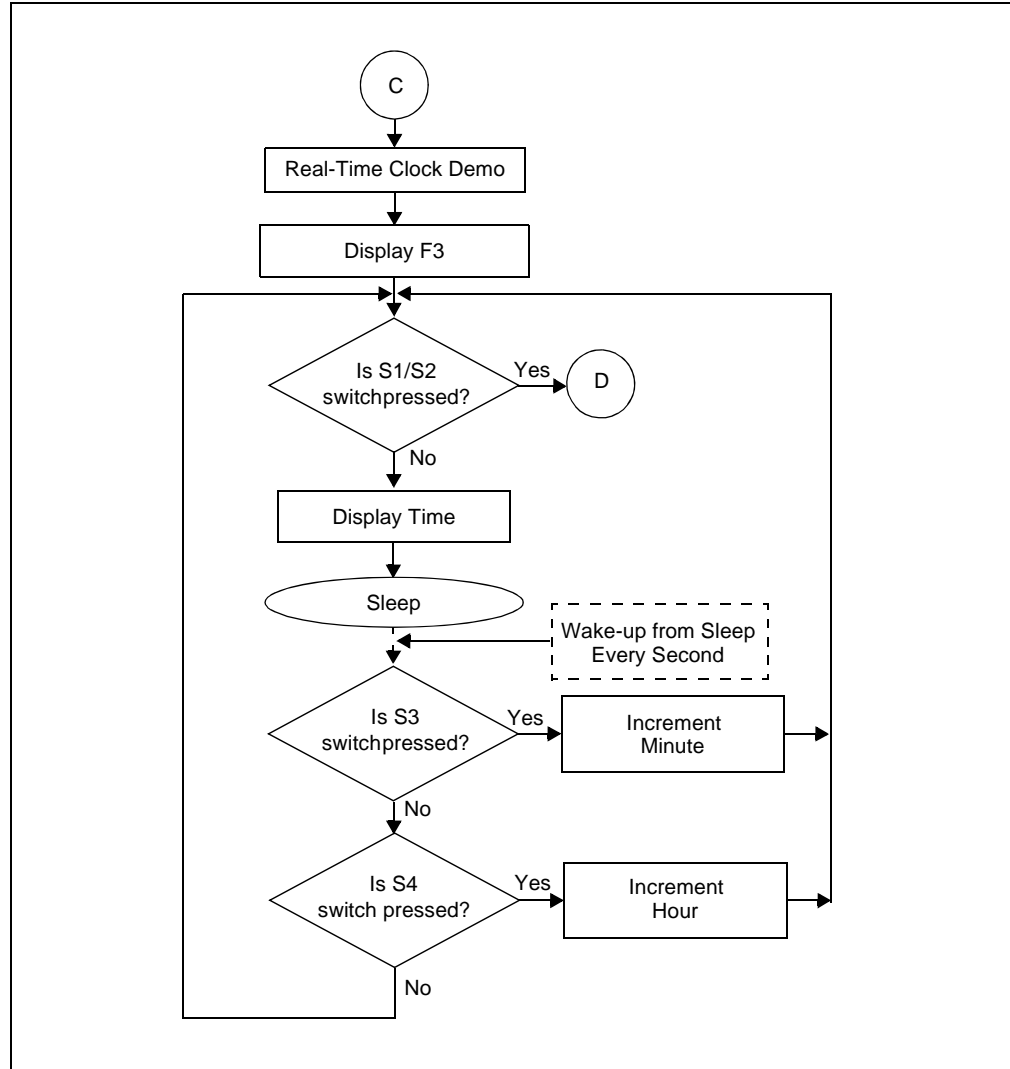 C
Real-Time Clock Demo
Display F3
Is S1/S2
switchpressed?
Yes
D
No
Display Time
Sleep
Wake-up from Sleep
Every Second
Is S3
switchpressed?
Yes
Increment
Minute
No
Is S4
switch pressed?
Yes
Increment
Hour
No